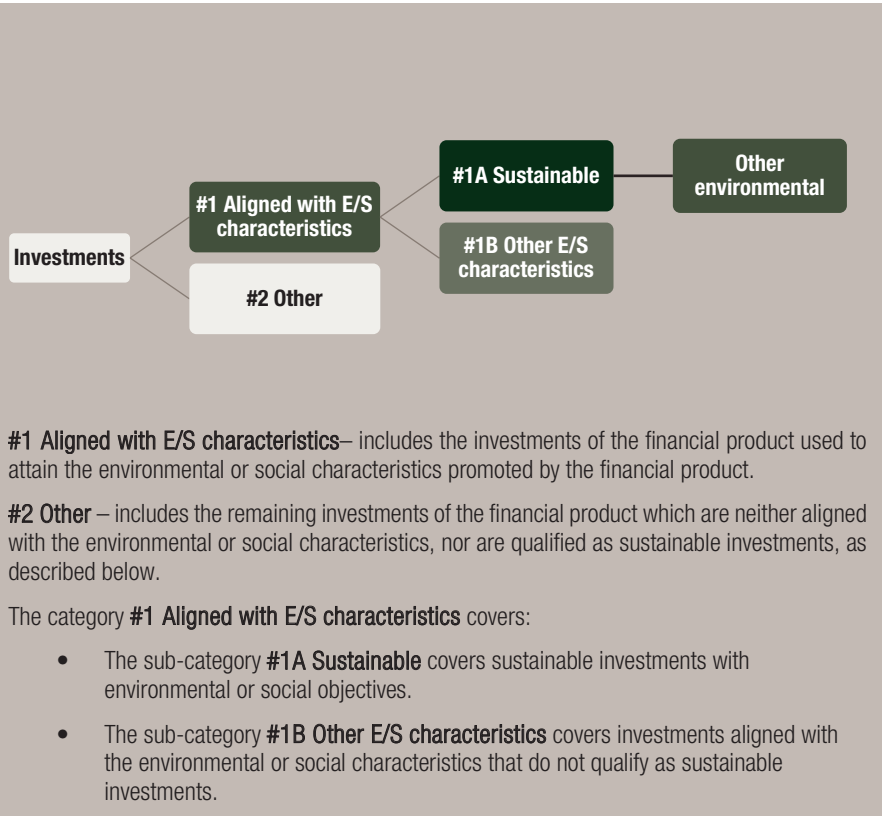 #1A Sustainable
Other
environmental
#1 Aligned with E/S
characteristics
#1B Other E/S
characteristics
Investments
#2 Other
#1 Aligned with E/S characteristics– includes the investments of the financial product used to
attain the environmental or social characteristics promoted by the financial product.
#2 Other – includes the remaining investments of the financial product which are neither aligned
with the environmental or social characteristics, nor are qualified as sustainable investments, as
described below.
The category #1 Aligned with E/S characteristics covers:
• The sub-category #1A Sustainable covers sustainable investments with
environmental or social objectives.
• The sub-category #1B Other E/S characteristics covers investments aligned with
the environmental or social characteristics that do not qualify as sustainable
investments.